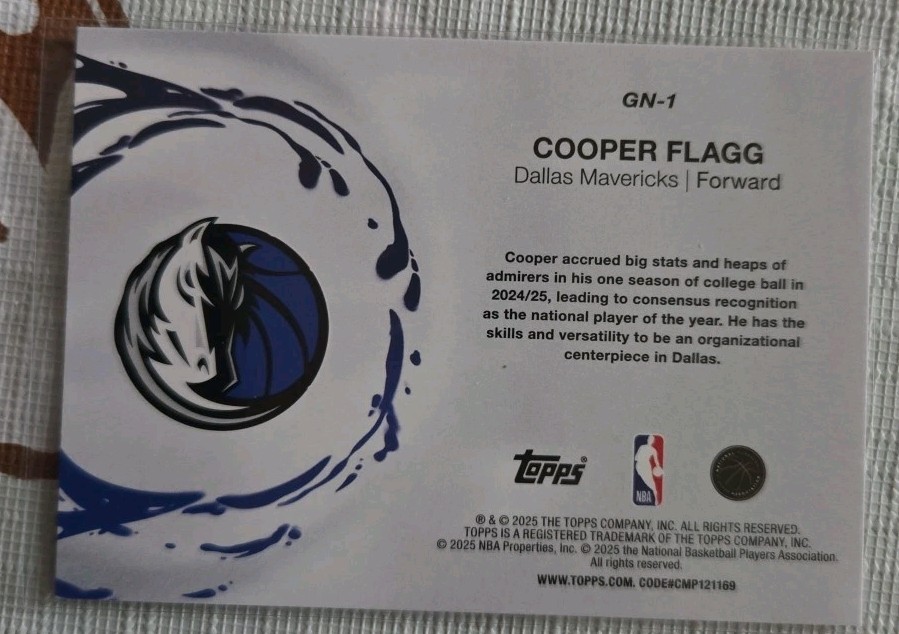 GN-1
COOPER FLAGG
Dallas Mavericks | Forward
Cooper accrued big stats and heaps of
admirers in his one season of college ball in
2024/25, leading to consensus recognition
as the national player of the year. He has the
skills and versatility to be an organizational
centerpiece in Dallas.
Topps®
NBA
® & © 2025 THE TOPPS COMPANY, INC. ALL RIGHTS RESERVED.
TOPPS IS A REGISTERED TRADEMARK OF THE TOPPS COMPANY, INC.
© 2025 NBA Properties, Inc. © 2025 the National Basketball Players Association.
All rights reserved.
WWW.TOPPS.COM. CODE#CMP121169